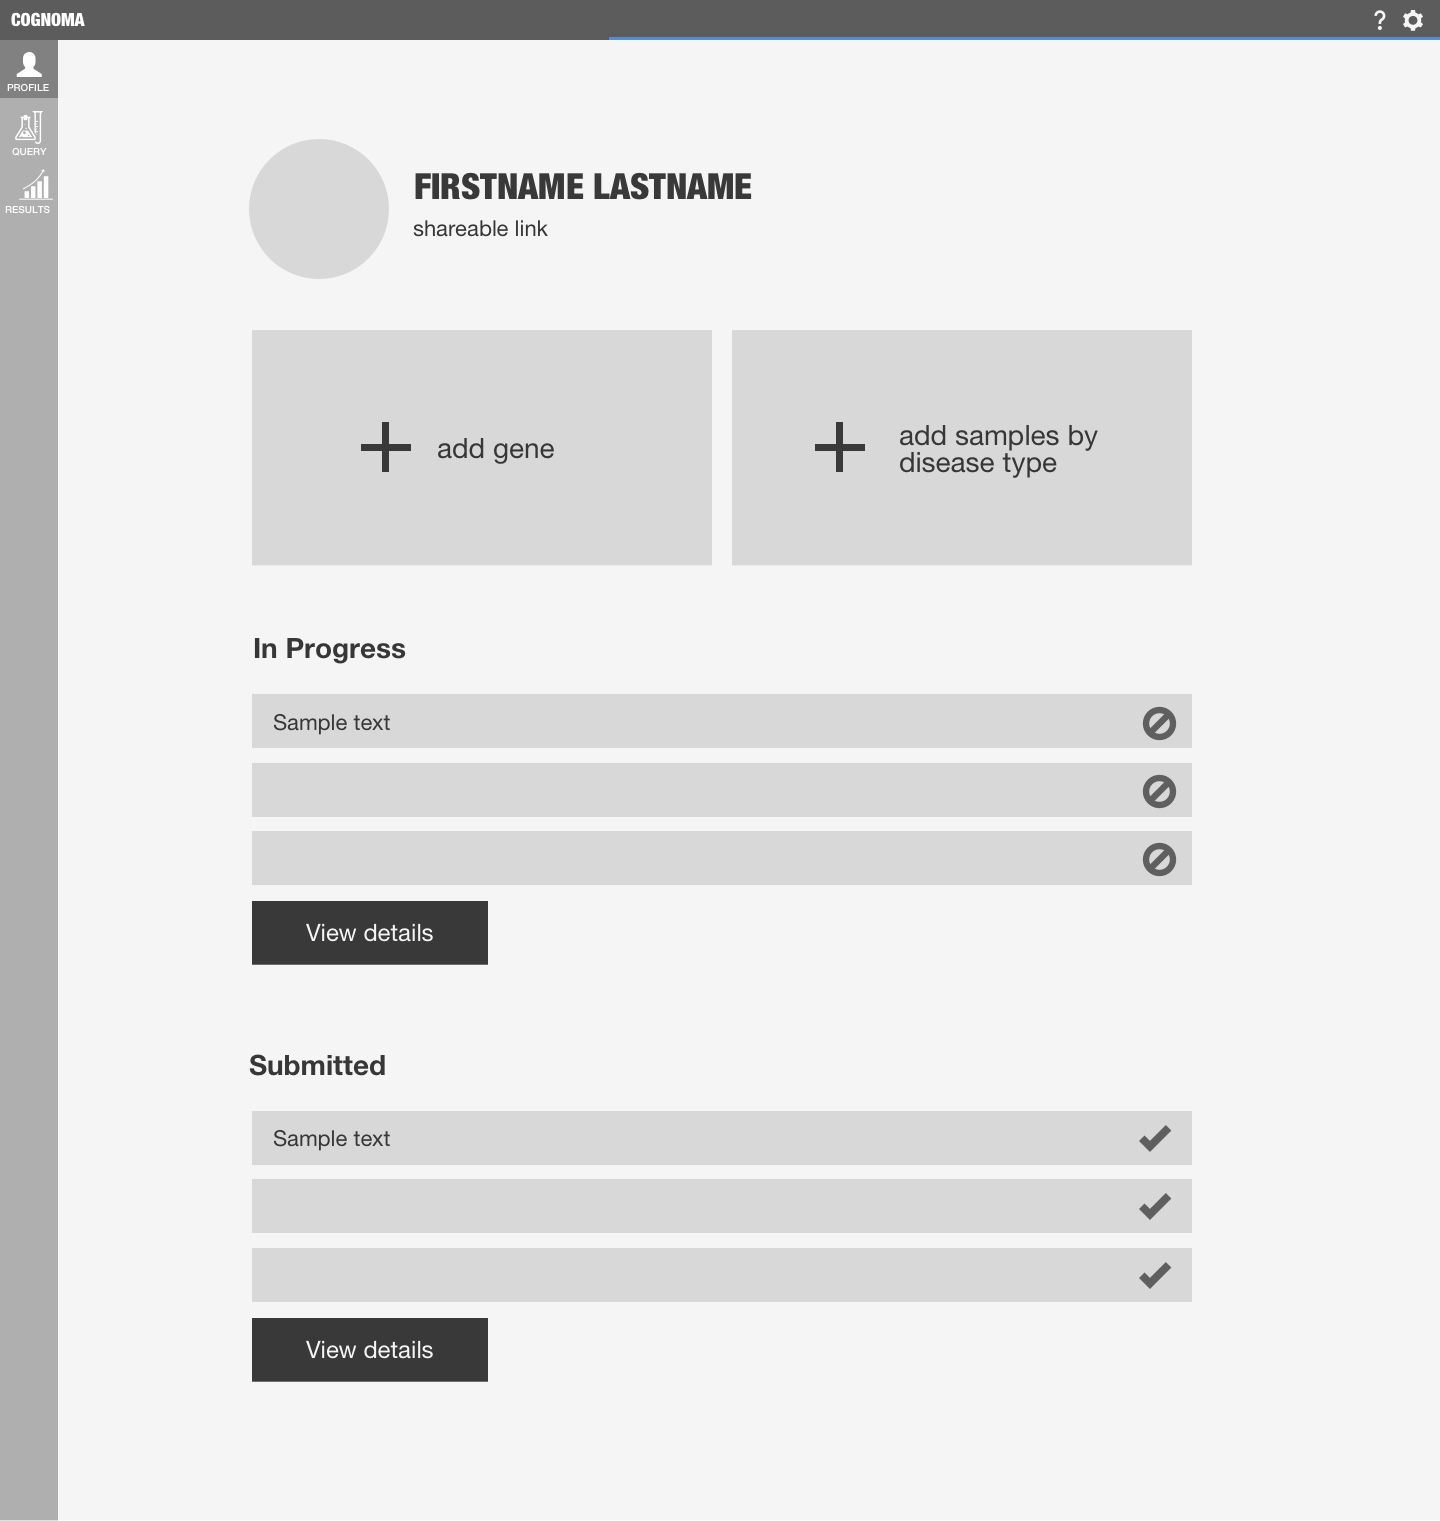 COGNOMA
?
PROFILE
QUERY
RESULTS
FIRSTNAME LASTNAME
shareable link
add gene
add samples by
disease type
In Progress
Sample text
View details
Submitted
Sample text
View details